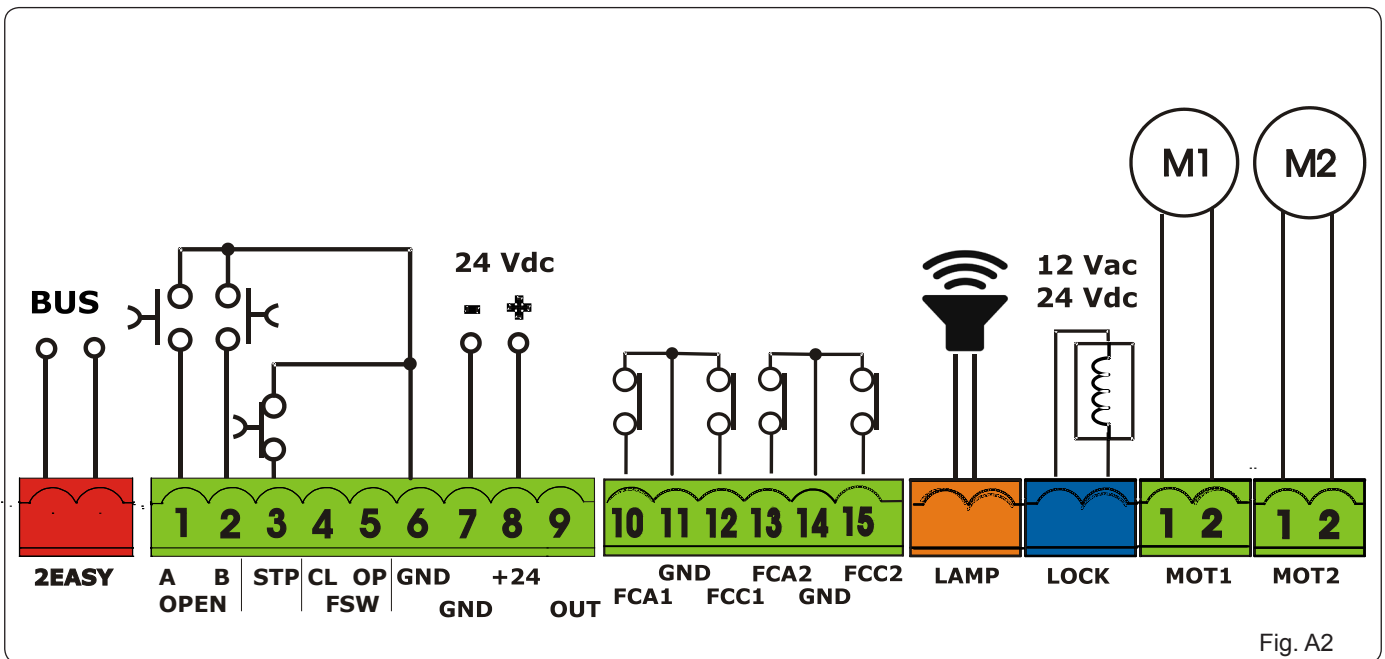 M1 M2
24 Vdc
12 Vac
24 Vdc
BUS
- +
1 2 3 4 5 6 7 8 9 10 11 12 13 14 15 1 2 1 2
2EASY A B STP CL OP GND +24 GND FCA2 FCC2 LAMP LOCK MOT1 MOT2
OPEN FSW GND OUT FCA1 FCC1 GND
Fig. A2